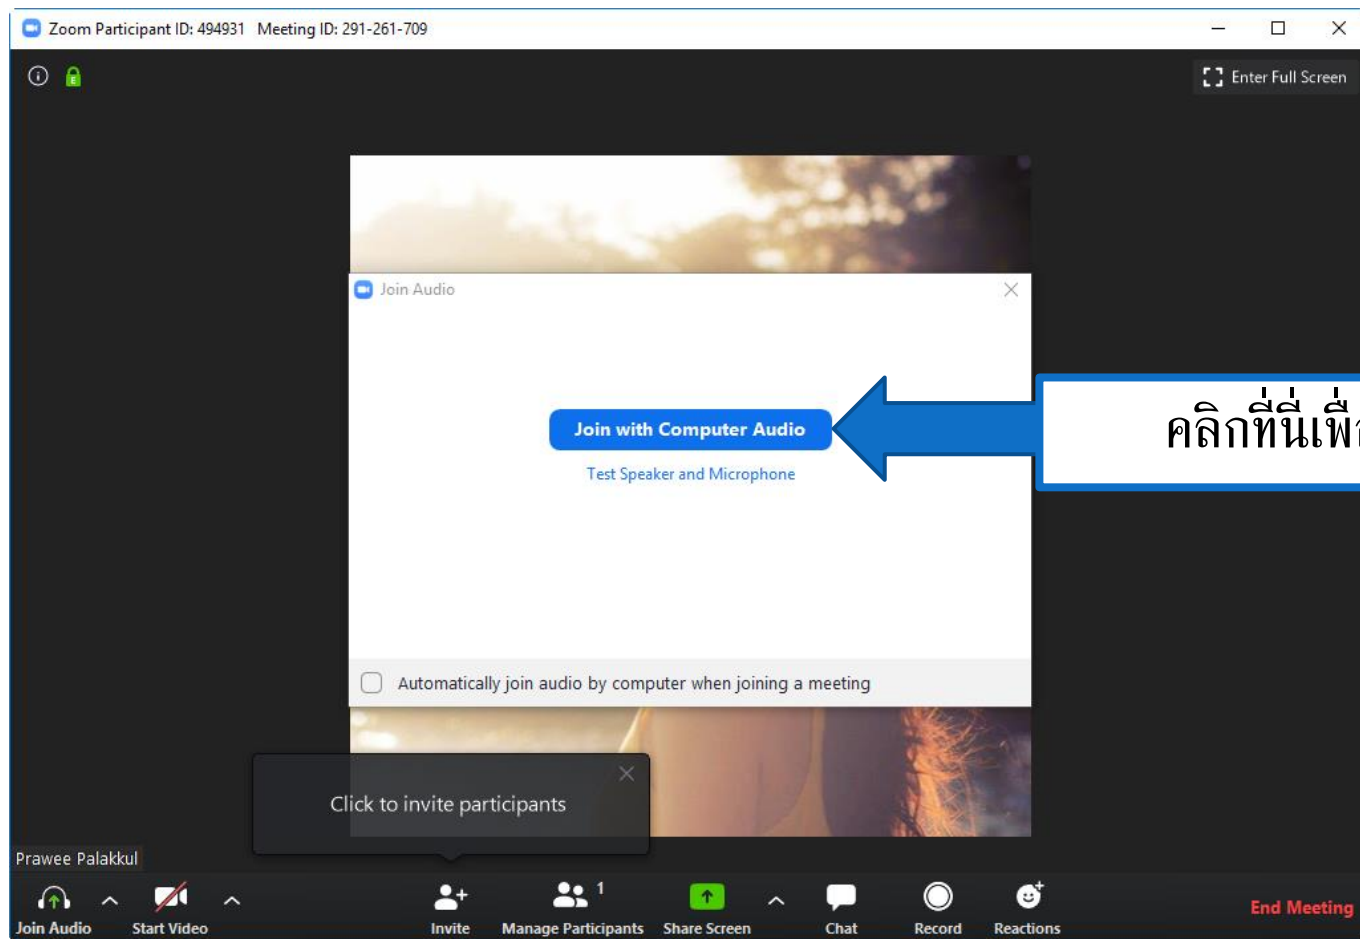 Zoom Participant ID: 494931 Meeting ID: 291-261-709
Enter Full Screen
Join Audio
Join with Computer Audio
คลิกที่นี่เพื่
Test Speaker and Microphone
Automatically join audio by computer when joining a meeting
Click to invite participants
Prawee Palakkul
1
Join Audio Start Video Invite Manage Participants Share Screen Chat Record Reactions End Meeting